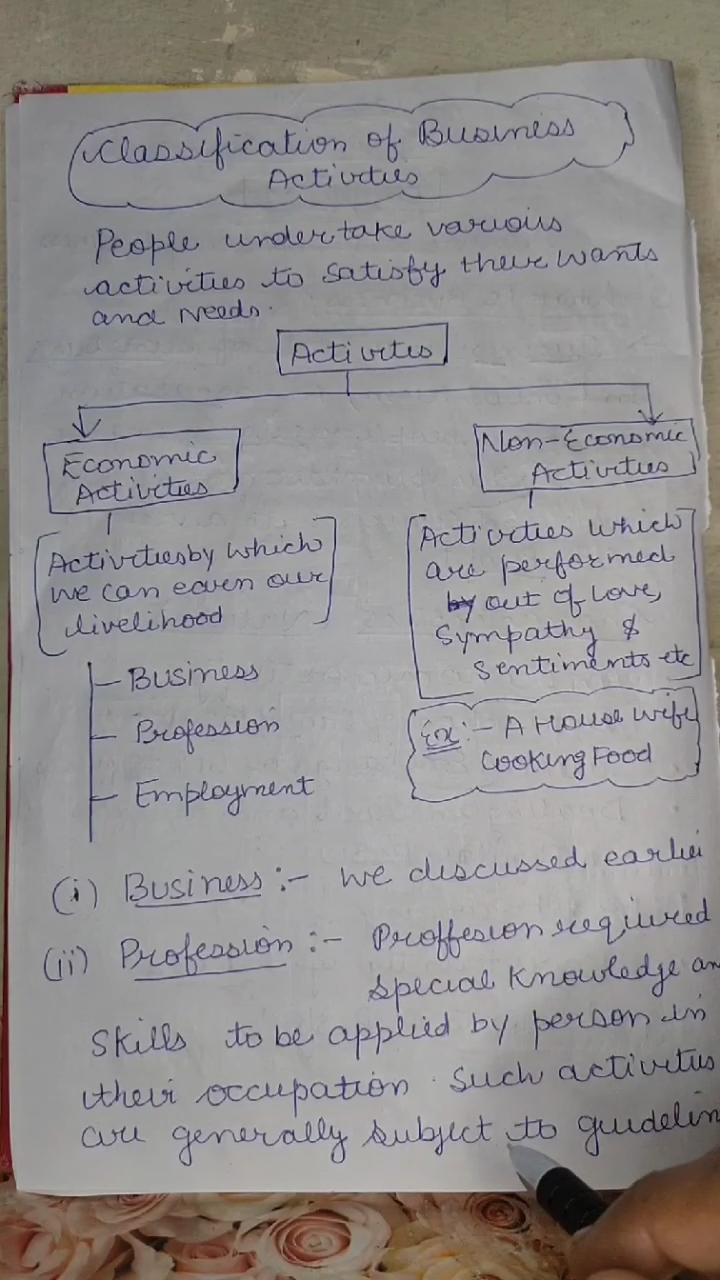 Classification of Business
Activities
People undertake various
activities to satisfy their wants
and needs.
Activites
Economic
Activities
Non-Economic
Activities
Activities by which
we can earn our
livelihood
Activities which
are performed
out of Love,
Sympathy &
Sentiments etc
Business
Profession
Employment
Ex:- A House wife
Cooking Food
(i) Business :- we discussed earlier
(ii) Profession :- Proffesion required
special knowledge an
skills to be applied by person in
their occupation. Such activities
are generally subject to guidelin